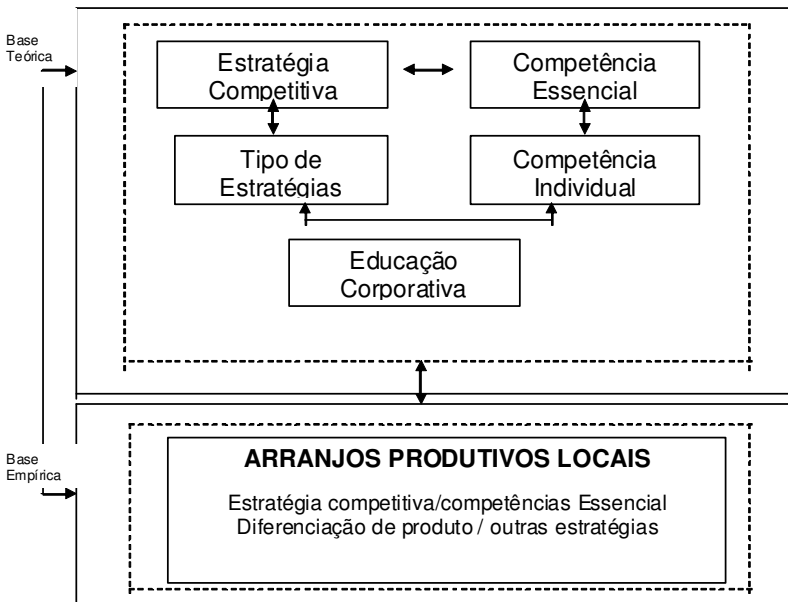 Base
Teórica
Estratégia
Competitiva
Competência
Essencial
Tipo de
Estratégias
Competência
Individual
Educação
Corporativa
Base
Empírica
ARRANJOS PRODUTIVOS LOCAIS
Estratégia competitiva/competências Essencial
Diferenciação de produto / outras estratégias